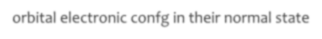 orbital electronic confg in their normal state